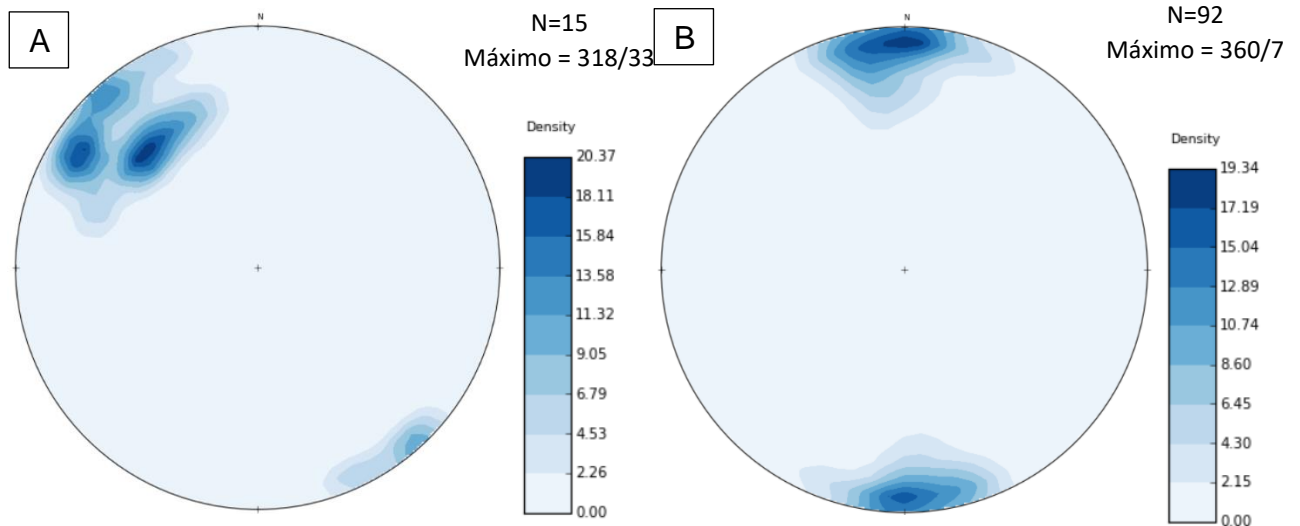 A
N
N=15
Máximo = 318/33
Density
20.37
18.11
15.84
13.58
11.32
9.05
6.79
4.53
2.26
0.00
B
N
N=92
Máximo = 360/7
Density
19.34
17.19
15.04
12.89
10.74
8.60
6.45
4.30
2.15
0.00